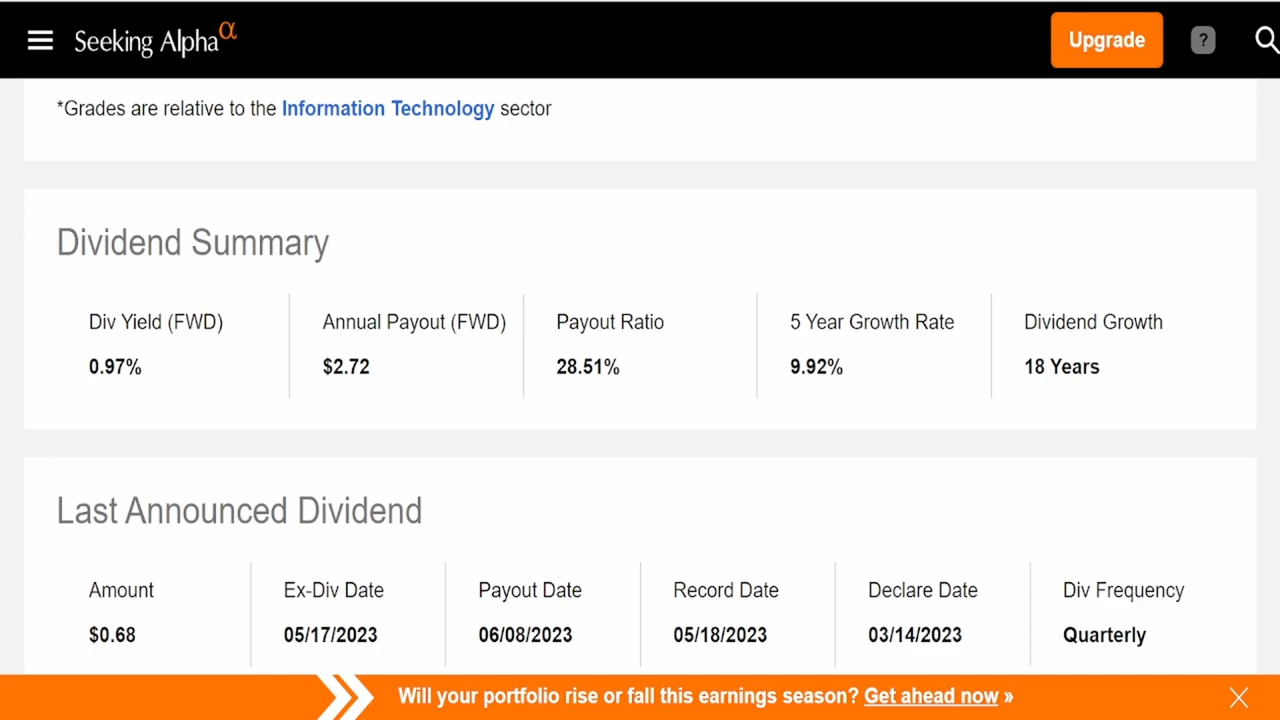 Seeking Alpha α
Upgrade
?
*Grades are relative to the Information Technology sector
Dividend Summary
Div Yield (FWD) Annual Payout (FWD) Payout Ratio 5 Year Growth Rate Dividend Growth
0.97% $2.72 28.51% 9.92% 18 Years
Last Announced Dividend
Amount Ex-Div Date Payout Date Record Date Declare Date Div Frequency
$0.68 05/17/2023 06/08/2023 05/18/2023 03/14/2023 Quarterly
Will your portfolio rise or fall this earnings season? Get ahead now »